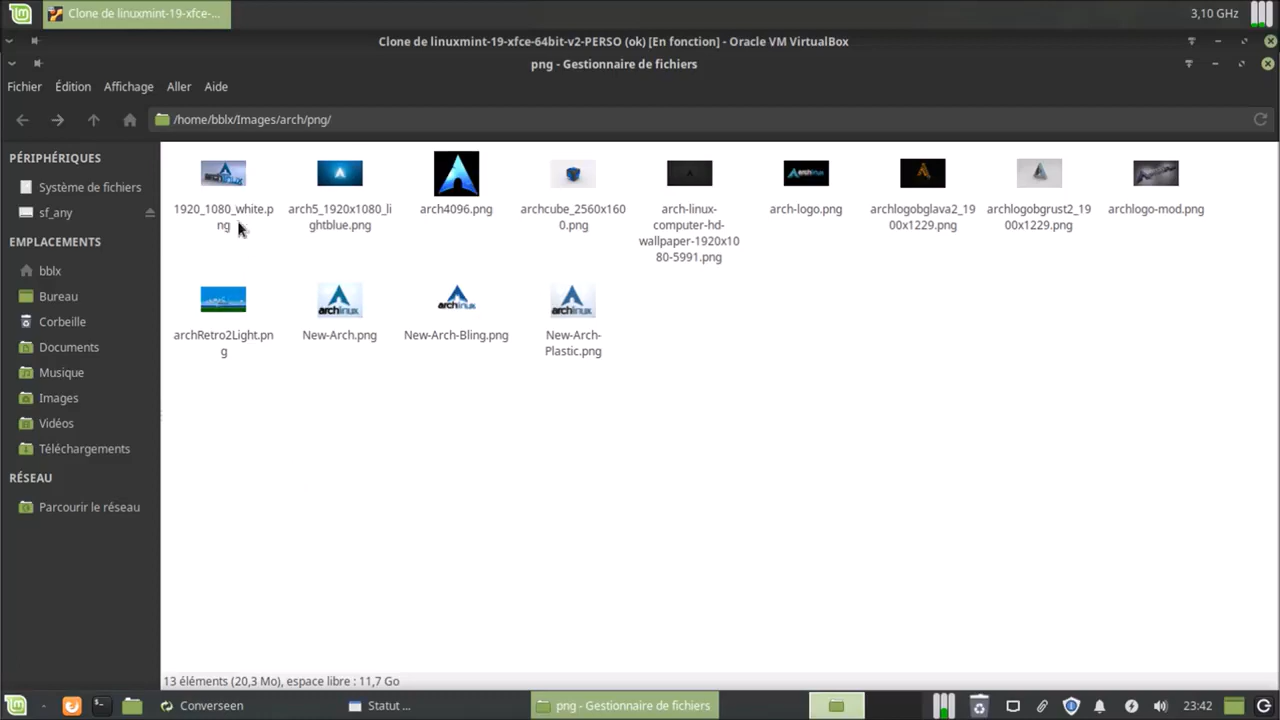 Clone de linuxmint-19-xfce-...
3,10 GHz
Clone de linuxmint-19-xfce-64bit-v2-PERSO (ok) [En fonction] - Oracle VM VirtualBox
png - Gestionnaire de fichiers
Fichier Édition Affichage Aller Aide
/home/bblx/Images/arch/png/
PÉRIPHÉRIQUES
Système de fichiers
sf_any
EMPLACEMENTS
bblx
Bureau
Corbeille
Documents
Musique
Images
Vidéos
Téléchargements
RÉSEAU
Parcourir le réseau
1920_1080_white.p
ng
arch5_1920x1080_li
ghtblue.png
arch4096.png
archcube_2560x160
0.png
arch-linux-
computer-hd-
wallpaper-1920x10
80-5991.png
arch-logo.png
archlogobglava2_19
00x1229.png
archlogobgrust2_19
00x1229.png
archlogo-mod.png
archRetro2Light.pn
g
New-Arch.png
New-Arch-Bling.png
New-Arch-
Plastic.png
archlinux
archlinux
archlinux
archlinux
archlinux
13 éléments (20,3 Mo), espace libre : 11,7 Go
Converseen
Statut ...
png - Gestionnaire de fichiers
23:42